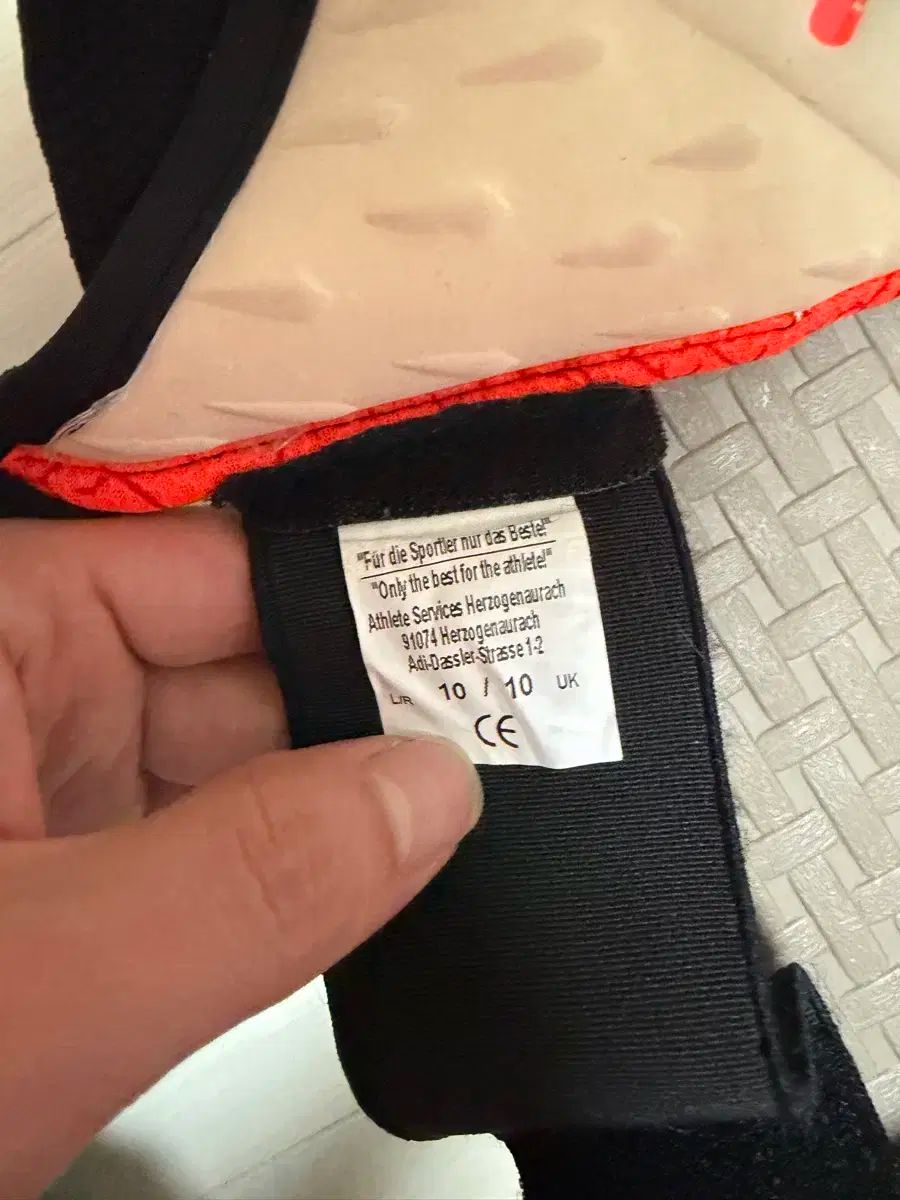 "Für die Sportler nur das Beste!"
"Only the best for the athlete!"
Athlete Services Herzogenaurach
91074 Herzogenaurach
Adi-Dassler-Strasse 1-2
L/R 10 / 10 UK
CE